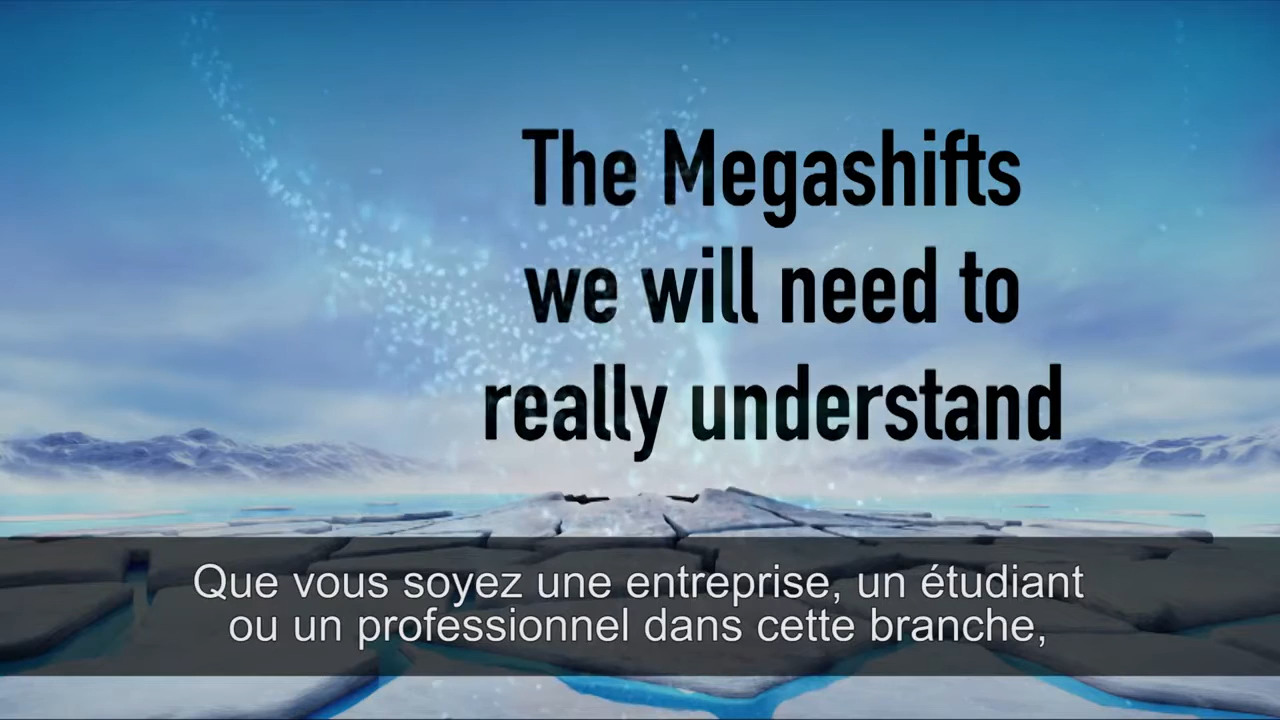 The Megashifts
we will need to
really understand
Que vous soyez une entreprise, un étudiant
ou un professionnel dans cette branche,